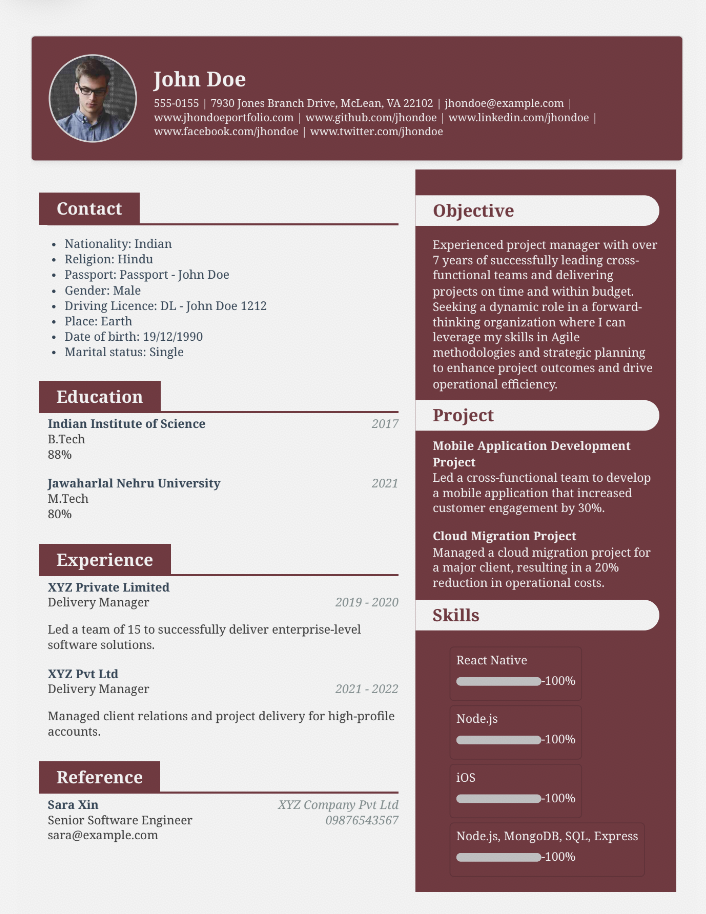 John Doe
555-0155 | 7930 Jones Branch Drive, McLean, VA 22102 | jhondoe@example.com |
www.jhondoeportfolio.com | www.github.com/jhondoe | www.linkedin.com/jhondoe |
www.facebook.com/jhondoe | www.twitter.com/jhondoe
Contact
• Nationality: Indian
• Religion: Hindu
• Passport: Passport - John Doe
• Gender: Male
• Driving Licence: DL - John Doe 1212
• Place: Earth
• Date of birth: 19/12/1990
• Marital status: Single
Education
Indian Institute of Science 2017
B.Tech
88%
Jawaharlal Nehru University 2021
M.Tech
80%
Experience
XYZ Private Limited
Delivery Manager 2019 - 2020
Led a team of 15 to successfully deliver enterprise-level
software solutions.
XYZ Pvt Ltd
Delivery Manager 2021 - 2022
Managed client relations and project delivery for high-profile
accounts.
Reference
Sara Xin XYZ Company Pvt Ltd
Senior Software Engineer 09876543567
sara@example.com
Objective
Experienced project manager with over
7 years of successfully leading cross-
functional teams and delivering
projects on time and within budget.
Seeking a dynamic role in a forward-
thinking organization where I can
leverage my skills in Agile
methodologies and strategic planning
to enhance project outcomes and drive
operational efficiency.
Project
Mobile Application Development
Project
Led a cross-functional team to develop
a mobile application that increased
customer engagement by 30%.
Cloud Migration Project
Managed a cloud migration project for
a major client, resulting in a 20%
reduction in operational costs.
Skills
React Native
-100%
Node.js
-100%
iOS
-100%
Node.js, MongoDB, SQL, Express
-100%